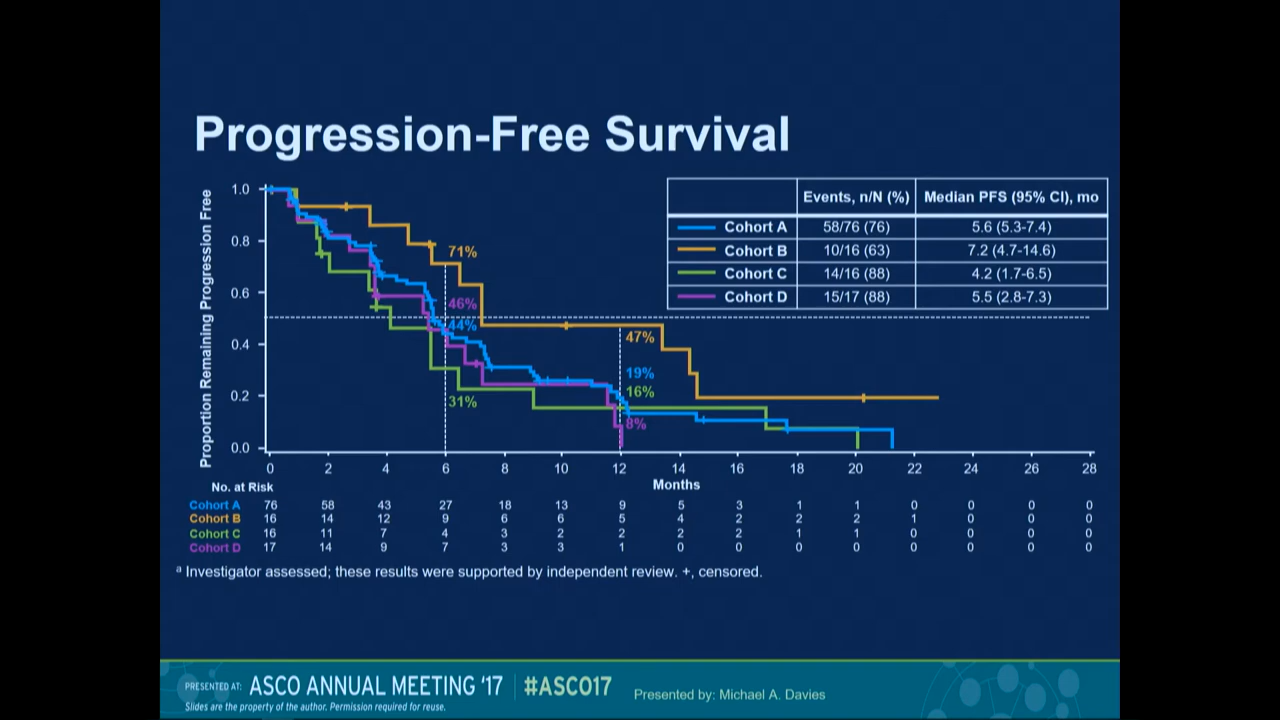 Progression-Free Survival
Proportion Remaining Progression Free
1.0
0.8
0.6
0.4
0.2
0.0
71%
46%
44%
31%
47%
19%
16%
8%
Events, n/N (%) Median PFS (95% CI), mo
Cohort A 58/76 (76) 5.6 (5.3-7.4)
Cohort B 10/16 (63) 7.2 (4.7-14.6)
Cohort C 14/16 (88) 4.2 (1.7-6.5)
Cohort D 15/17 (88) 5.5 (2.8-7.3)
0 2 4 6 8 10 12 14 16 18 20 22 24 26 28
Months
No. at Risk
Cohort A 76 58 43 27 18 13 9 5 3 1 1 0 0 0 0
Cohort B 16 14 12 9 6 6 5 4 2 2 2 1 0 0 0
Cohort C 16 11 7 4 3 2 2 2 2 1 1 0 0 0 0
Cohort D 17 14 9 7 3 3 1 0 0 0 0 0 0 0 0
a Investigator assessed; these results were supported by independent review. +, censored.
PRESENTED AT: ASCO ANNUAL MEETING '17 #ASCO17 Presented by: Michael A. Davies
Slides are the property of the author. Permission required for reuse.